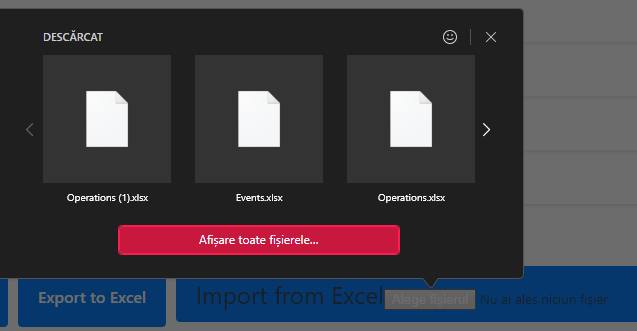 DESCĂRCAT
Operations (1).xlsx Events.xlsx Operations.xlsx
Afișare toate fișierele...
Export to Excel Import from Excel Alege fișierul Nu ai ales niciun fișier